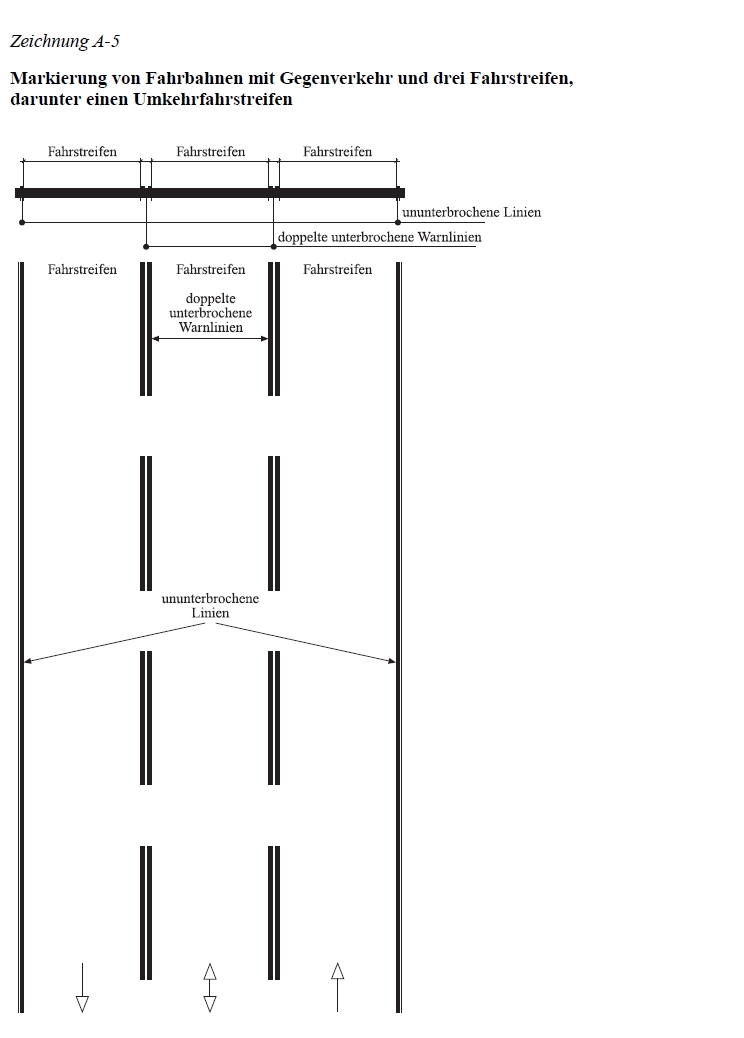 Zeichnung A-5
Markierung von Fahrbahnen mit Gegenverkehr und drei Fahrstreifen,
darunter einen Umkehrfahrstreifen
Fahrstreifen Fahrstreifen Fahrstreifen
ununterbrochene Linien
doppelte unterbrochene Warnlinien
Fahrstreifen Fahrstreifen Fahrstreifen
doppelte
unterbrochene
Warnlinien
ununterbrochene
Linien